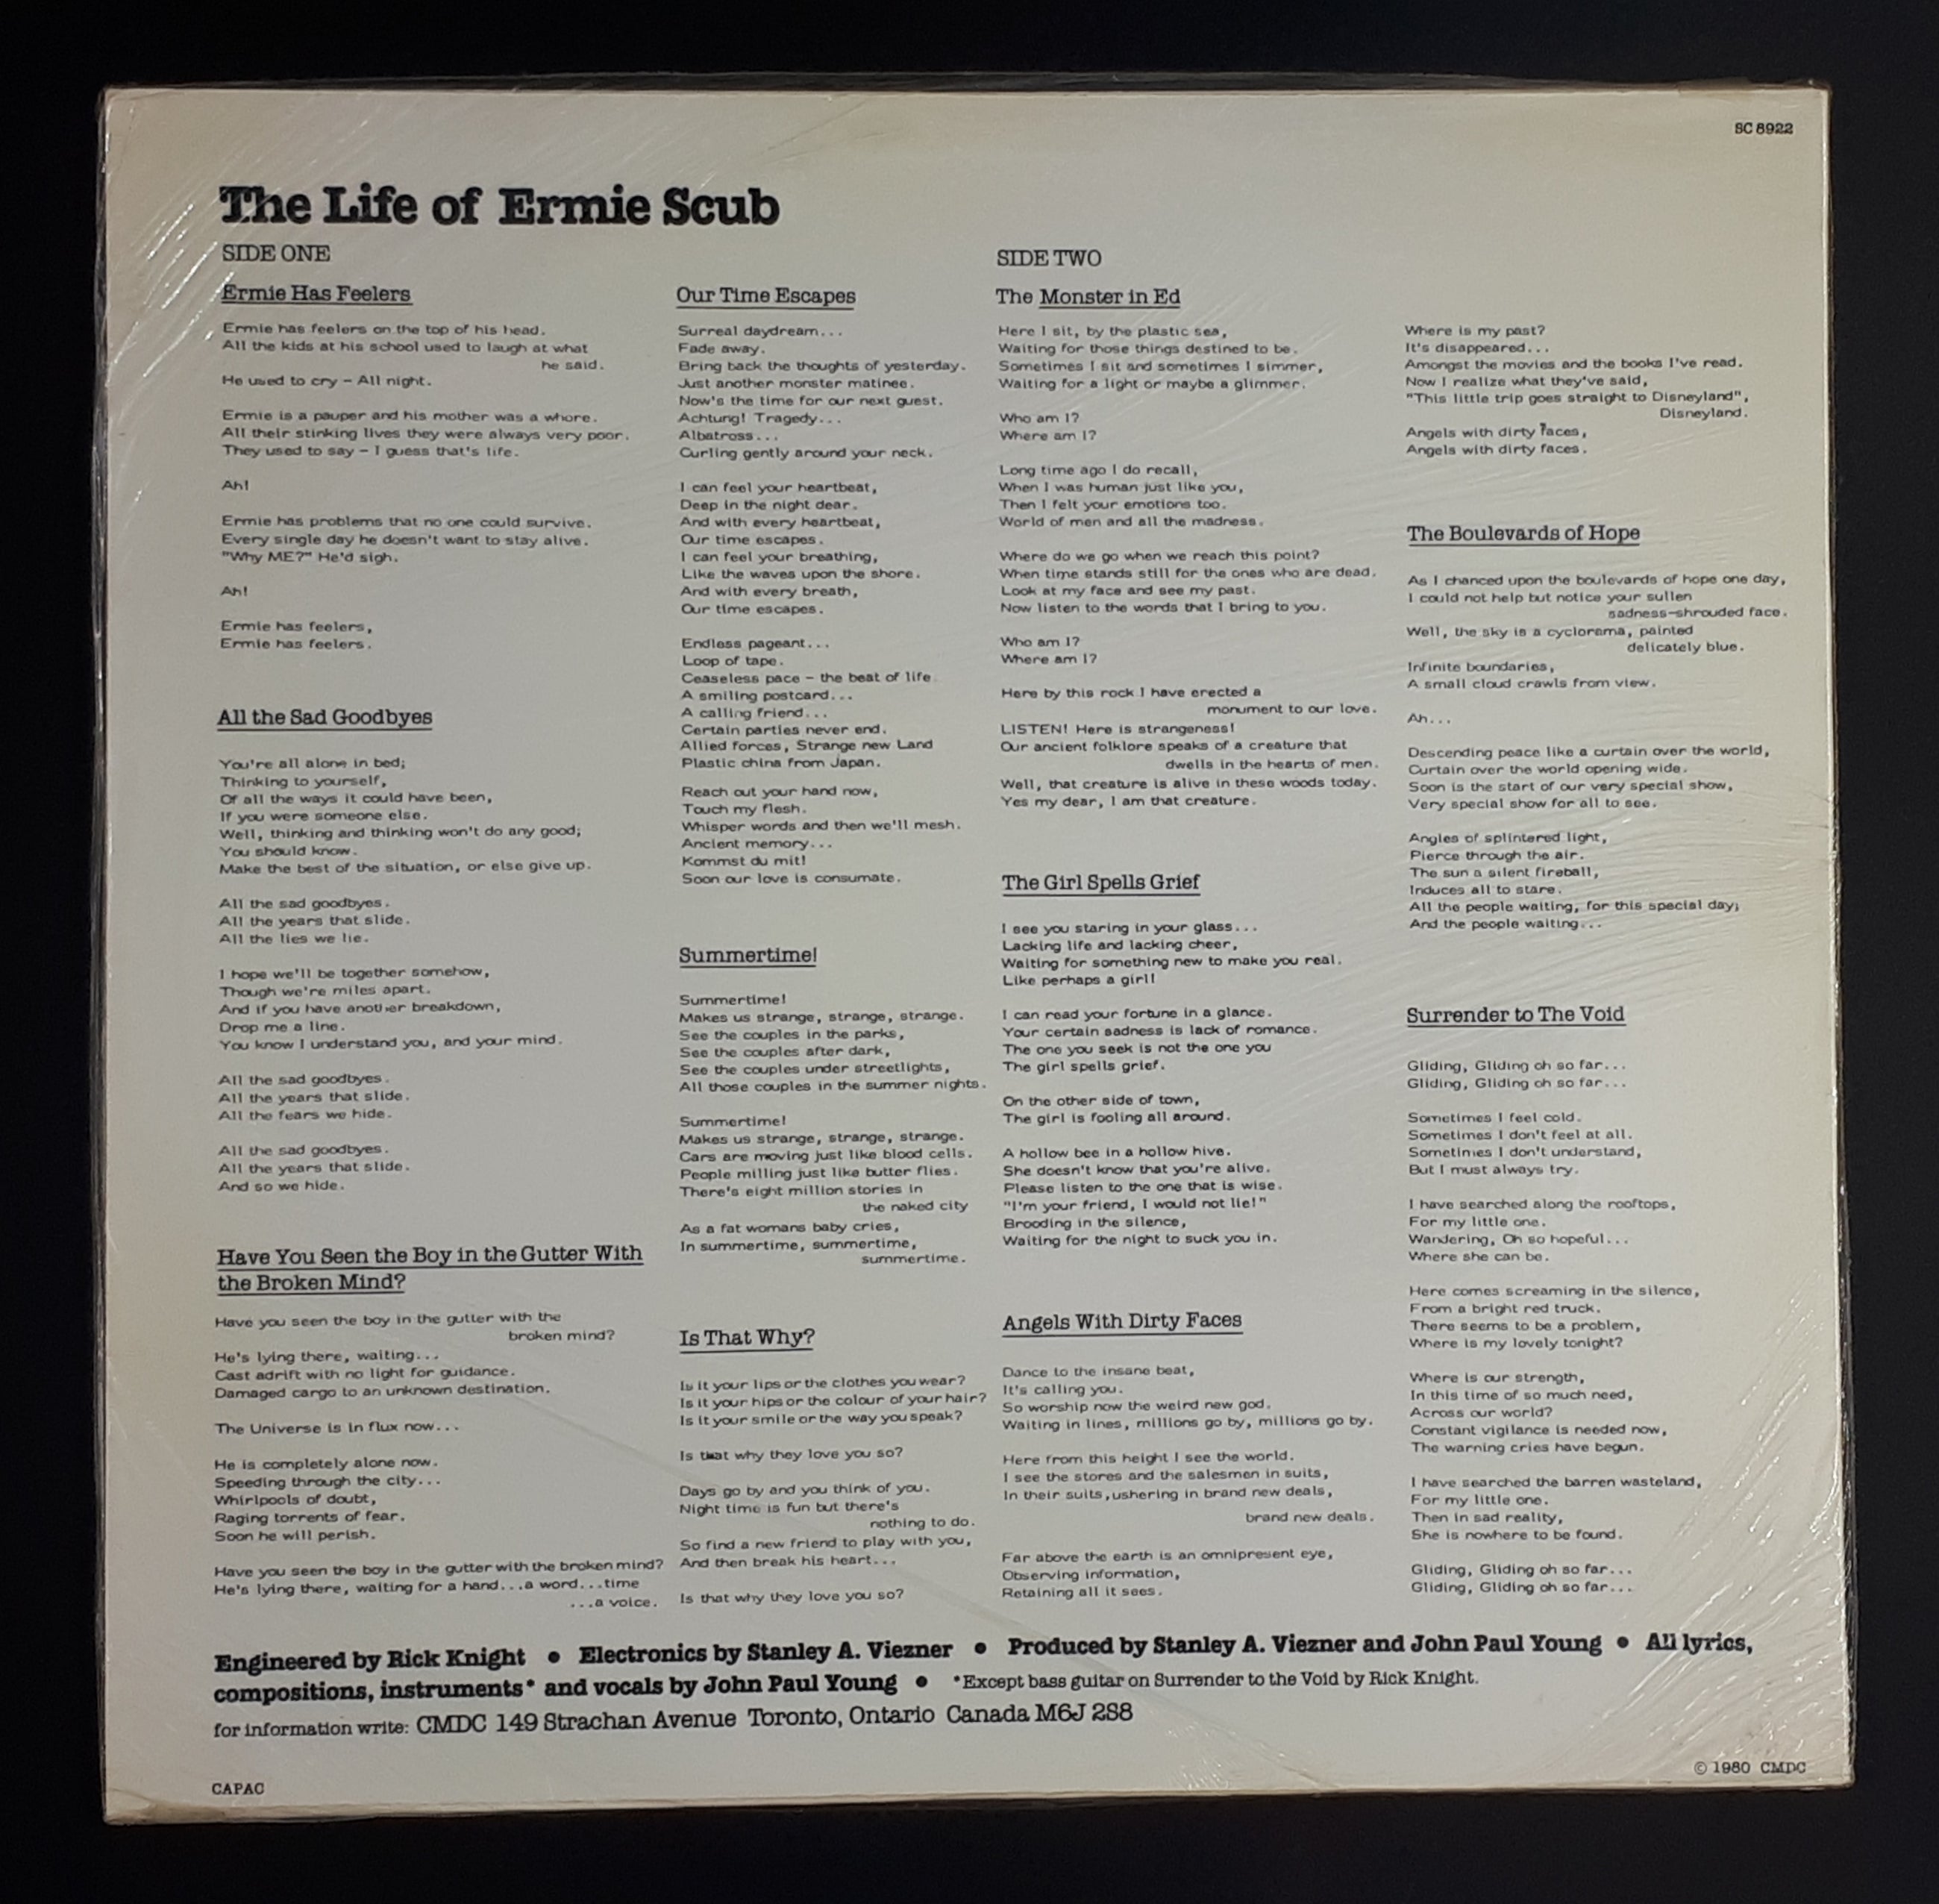 SC 8922
The Life of Ermie Scub
SIDE ONE
Ermie Has Feelers
Ermie has feelers on the top of his head.
All the kids at his school used to laugh at what
he said.
He used to cry – All night.
Ermie is a pauper and his mother was a whore.
All their stinking lives they were always very poor.
They used to say – I guess that's life.
Ah!
Ermie has problems that no one could survive.
Every single day he doesn't want to stay alive.
"Why ME?" He'd sigh.
Ah!
Ermie has feelers,
Ermie has feelers.
All the Sad Goodbyes
You're all alone in bed;
Thinking to yourself,
Of all the ways it could have been,
If you were someone else.
Well, thinking and thinking won't do any good;
You should know.
Make the best of the situation, or else give up.
All the sad goodbyes.
All the years that slide.
All the lies we lie.
I hope we'll be together somehow,
Though we're miles apart.
And if you have another breakdown,
Drop me a line.
You know I understand you, and your mind.
All the sad goodbyes.
All the years that slide.
All the fears we hide.
All the sad goodbyes.
All the years that slide.
And so we hide.
Have You Seen the Boy in the Gutter With
the Broken Mind?
Have you seen the boy in the gutter with the
broken mind?
He's lying there, waiting...
Cast adrift with no light for guidance.
Damaged cargo to an unknown destination.
The Universe is in flux now...
He is completely alone now.
Speeding through the city...
Whirlpools of doubt,
Raging torrents of fear.
Soon he will perish.
Have you seen the boy in the gutter with the broken mind?
He's lying there, waiting for a hand...a word...time
...a voice.
Our Time Escapes
Surreal daydream...
Fade away.
Bring back the thoughts of yesterday.
Just another monster matinee.
Now's the time for our next guest.
Achtung! Tragedy...
Albatross...
Curling gently around your neck.
I can feel your heartbeat,
Deep in the night dear.
And with every heartbeat,
Our time escapes.
I can feel your breathing,
Like the waves upon the shore.
And with every breath,
Our time escapes.
Endless pageant...
Loop of tape.
Ceaseless pace – the beat of life
A smiling postcard...
A calling friend...
Certain parties never end.
Allied forces, Strange new Land
Plastic china from Japan.
Reach out your hand now,
Touch my flesh.
Whisper words and then we'll mesh.
Ancient memory...
Kommst du mit!
Soon our love is consumate.
Summertime!
Summertime!
Makes us strange, strange, strange.
See the couples in the parks,
See the couples after dark,
See the couples under streetlights,
All those couples in the summer nights.
Summertime!
Makes us strange, strange, strange.
Cars are moving just like blood cells.
People milling just like butter flies.
There's eight million stories in
the naked city
As a fat womans baby cries,
In summertime, summertime,
summertime.
Is That Why?
Is it your lips or the clothes you wear?
Is it your hips or the colour of your hair?
Is it your smile or the way you speak?
Is that why they love you so?
Days go by and you think of you.
Night time is fun but there's
nothing to do.
So find a new friend to play with you,
And then break his heart...
Is that why they love you so?
SIDE TWO
The Monster in Ed
Here I sit, by the plastic sea,
Waiting for those things destined to be.
Sometimes I sit and sometimes I simmer,
Waiting for a light or maybe a glimmer.
Who am I?
Where am I?
Long time ago I do recall,
When I was human just like you,
Then I felt your emotions too.
World of men and all the madness.
Where do we go when we reach this point?
When time stands still for the ones who are dead.
Look at my face and see my past.
Now listen to the words that I bring to you.
Who am I?
Where am I?
Here by this rock I have erected a
monument to our love.
LISTEN! Here is strangeness!
Our ancient folklore speaks of a creature that
dwells in the hearts of men.
Well, that creature is alive in these woods today.
Yes my dear, I am that creature.
The Girl Spells Grief
I see you staring in your glass...
Lacking life and lacking cheer,
Waiting for something new to make you real.
Like perhaps a girl!
I can read your fortune in a glance.
Your certain sadness is lack of romance.
The one you seek is not the one you
The girl spells grief.
On the other side of town,
The girl is fooling all around.
A hollow bee in a hollow hive.
She doesn't know that you're alive.
Please listen to the one that is wise.
"I'm your friend, I would not lie!"
Brooding in the silence,
Waiting for the night to suck you in.
Angels With Dirty Faces
Dance to the insane beat,
It's calling you.
So worship now the weird new god.
Waiting in lines, millions go by, millions go by.
Here from this height I see the world.
I see the stores and the salesmen in suits,
In their suits,ushering in brand new deals,
brand new deals.
Far above the earth is an omnipresent eye,
Observing information,
Retaining all it sees.
Where is my past?
It's disappeared...
Amongst the movies and the books I've read.
Now I realize what they've said,
"This little trip goes straight to Disneyland",
Disneyland.
Angels with dirty faces,
Angels with dirty faces.
The Boulevards of Hope
As I chanced upon the boulevards of hope one day,
I could not help but notice your sullen
sadness-shrouded face.
Well, the sky is a cyclorama, painted
delicately blue.
Infinite boundaries,
A small cloud crawls from view.
Ah...
Descending peace like a curtain over the world,
Curtain over the world opening wide.
Soon is the start of our very special show,
Very special show for all to see.
Angles of splintered light,
Pierce through the air.
The sun a silent fireball,
Induces all to stare.
All the people waiting, for this special day;
And the people waiting...
Surrender to The Void
Gliding, Gliding oh so far...
Gliding, Gliding oh so far...
Sometimes I feel cold.
Sometimes I don't feel at all.
Sometimes I don't understand,
But I must always try.
I have searched along the rooftops,
For my little one.
Wandering, Oh so hopeful...
Where she can be.
Here comes screaming in the silence,
From a bright red truck.
There seems to be a problem,
Where is my lovely tonight?
Where is our strength,
In this time of so much need,
Across our world?
Constant vigilance is needed now,
The warning cries have begun.
I have searched the barren wasteland,
For my little one.
Then in sad reality,
She is nowhere to be found.
Gliding, Gliding oh so far...
Gliding, Gliding oh so far...
Engineered by Rick Knight • Electronics by Stanley A. Viezner • Produced by Stanley A. Viezner and John Paul Young • All lyrics,
compositions, instruments* and vocals by John Paul Young • *Except bass guitar on Surrender to the Void by Rick Knight.
for information write: CMDC 149 Strachan Avenue Toronto, Ontario Canada M6J 2S8
© 1980 CMDC
CAPAC